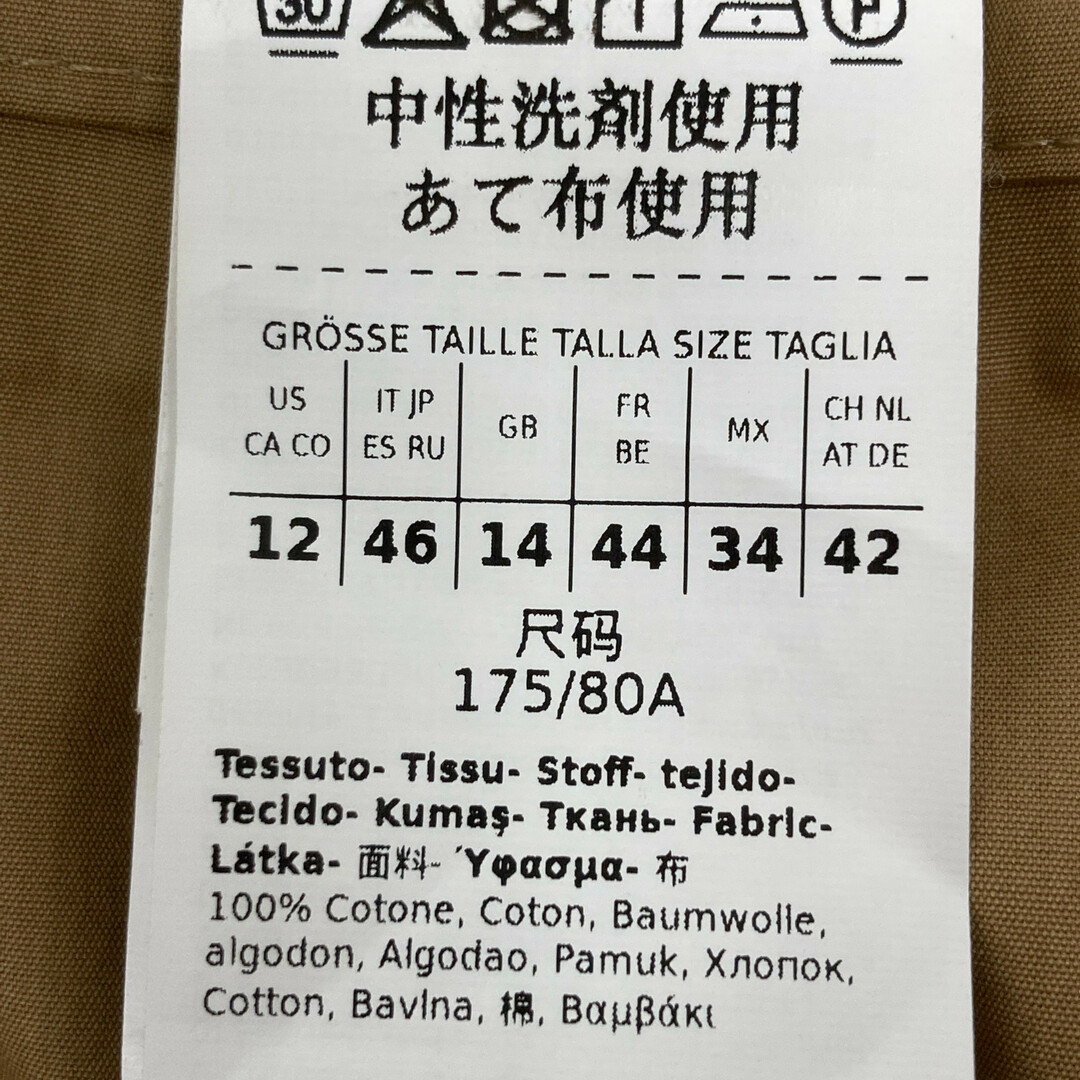 30 P
中性洗剤使用
あて布使用
GRÖSSE TAILLE TALLA SIZE TAGLIA
US CA CO IT JP ES RU GB FR BE MX CH NL AT DE
12 46 14 44 34 42
尺码
175/80A
Tessuto- Tissu- Stoff- tejido-
Tecido- Kumaş- Ткань- Fabric-
Látka- 面料- Ύφασμα- 布
100% Cotone, Coton, Baumwolle,
algodon, Algodao, Pamuk, Хлопок,
Cotton, Bavlna, 棉, Βαμβάκι